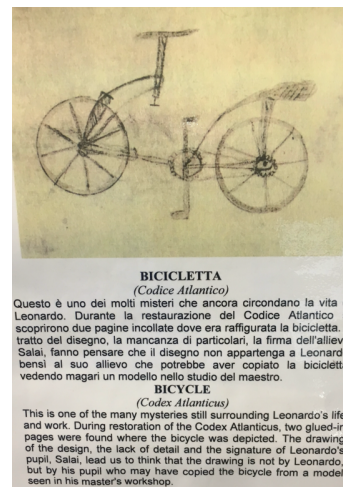 BICICLETTA
(Codice Atlantico)
Questo è uno dei molti misteri che ancora circondano la vita
Leonardo. Durante la restaurazione del Codice Atlantico
scoprirono due pagine incollate dove era raffigurata la bicicletta.
tratto del disegno, la mancanza di particolari, la firma dell'alliev
Salai, fanno pensare che il disegno non appartenga a Leonard
bensì al suo allievo che potrebbe aver copiato la biciclett
vedendo magari un modello nello studio del maestro.
BICYCLE
(Codex Atlanticus)
This is one of the many mysteries still surrounding Leonardo's life
and work. During restoration of the Codex Atlanticus, two glued-in
pages were found where the bicycle was depicted. The drawing
of the design, the lack of detail and the signature of Leonardo's
pupil, Salai, lead us to think that the drawing is not by Leonardo,
but by his pupil who may have copied the bicycle from a model
seen in his master's workshop.